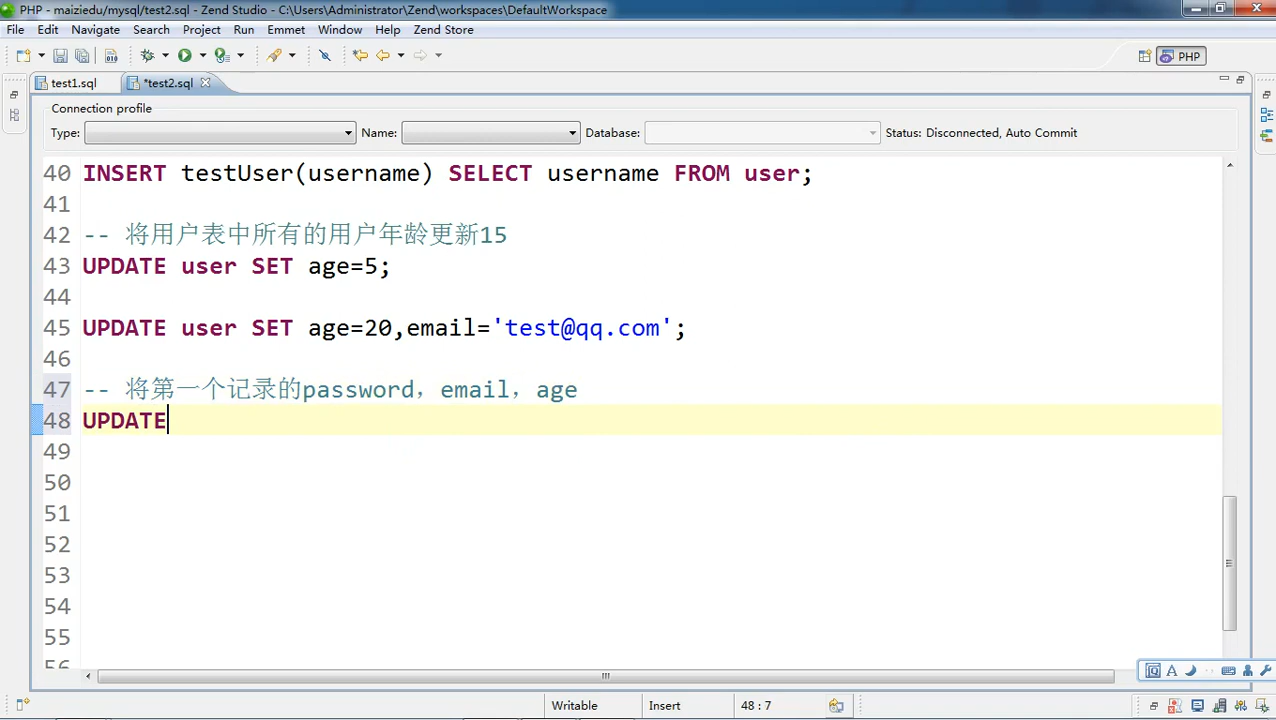 PHP - maiziedu/mysql/test2.sql - Zend Studio - C:\Users\Administrator\Zend\workspaces\DefaultWorkspace
File Edit Navigate Search Project Run Emmet Window Help Zend Store
PHP
test1.sql *test2.sql
Connection profile
Type: Name: Database: Status: Disconnected, Auto Commit
40 INSERT testUser(username) SELECT username FROM user;
41
42 -- 将用户表中所有的用户年龄更新15
43 UPDATE user SET age=5;
44
45 UPDATE user SET age=20,email='test@qq.com';
46
47 -- 将第一个记录的password，email，age
48 UPDATE
49
50
51
52
53
54
55
56
Writable Insert 48 : 7